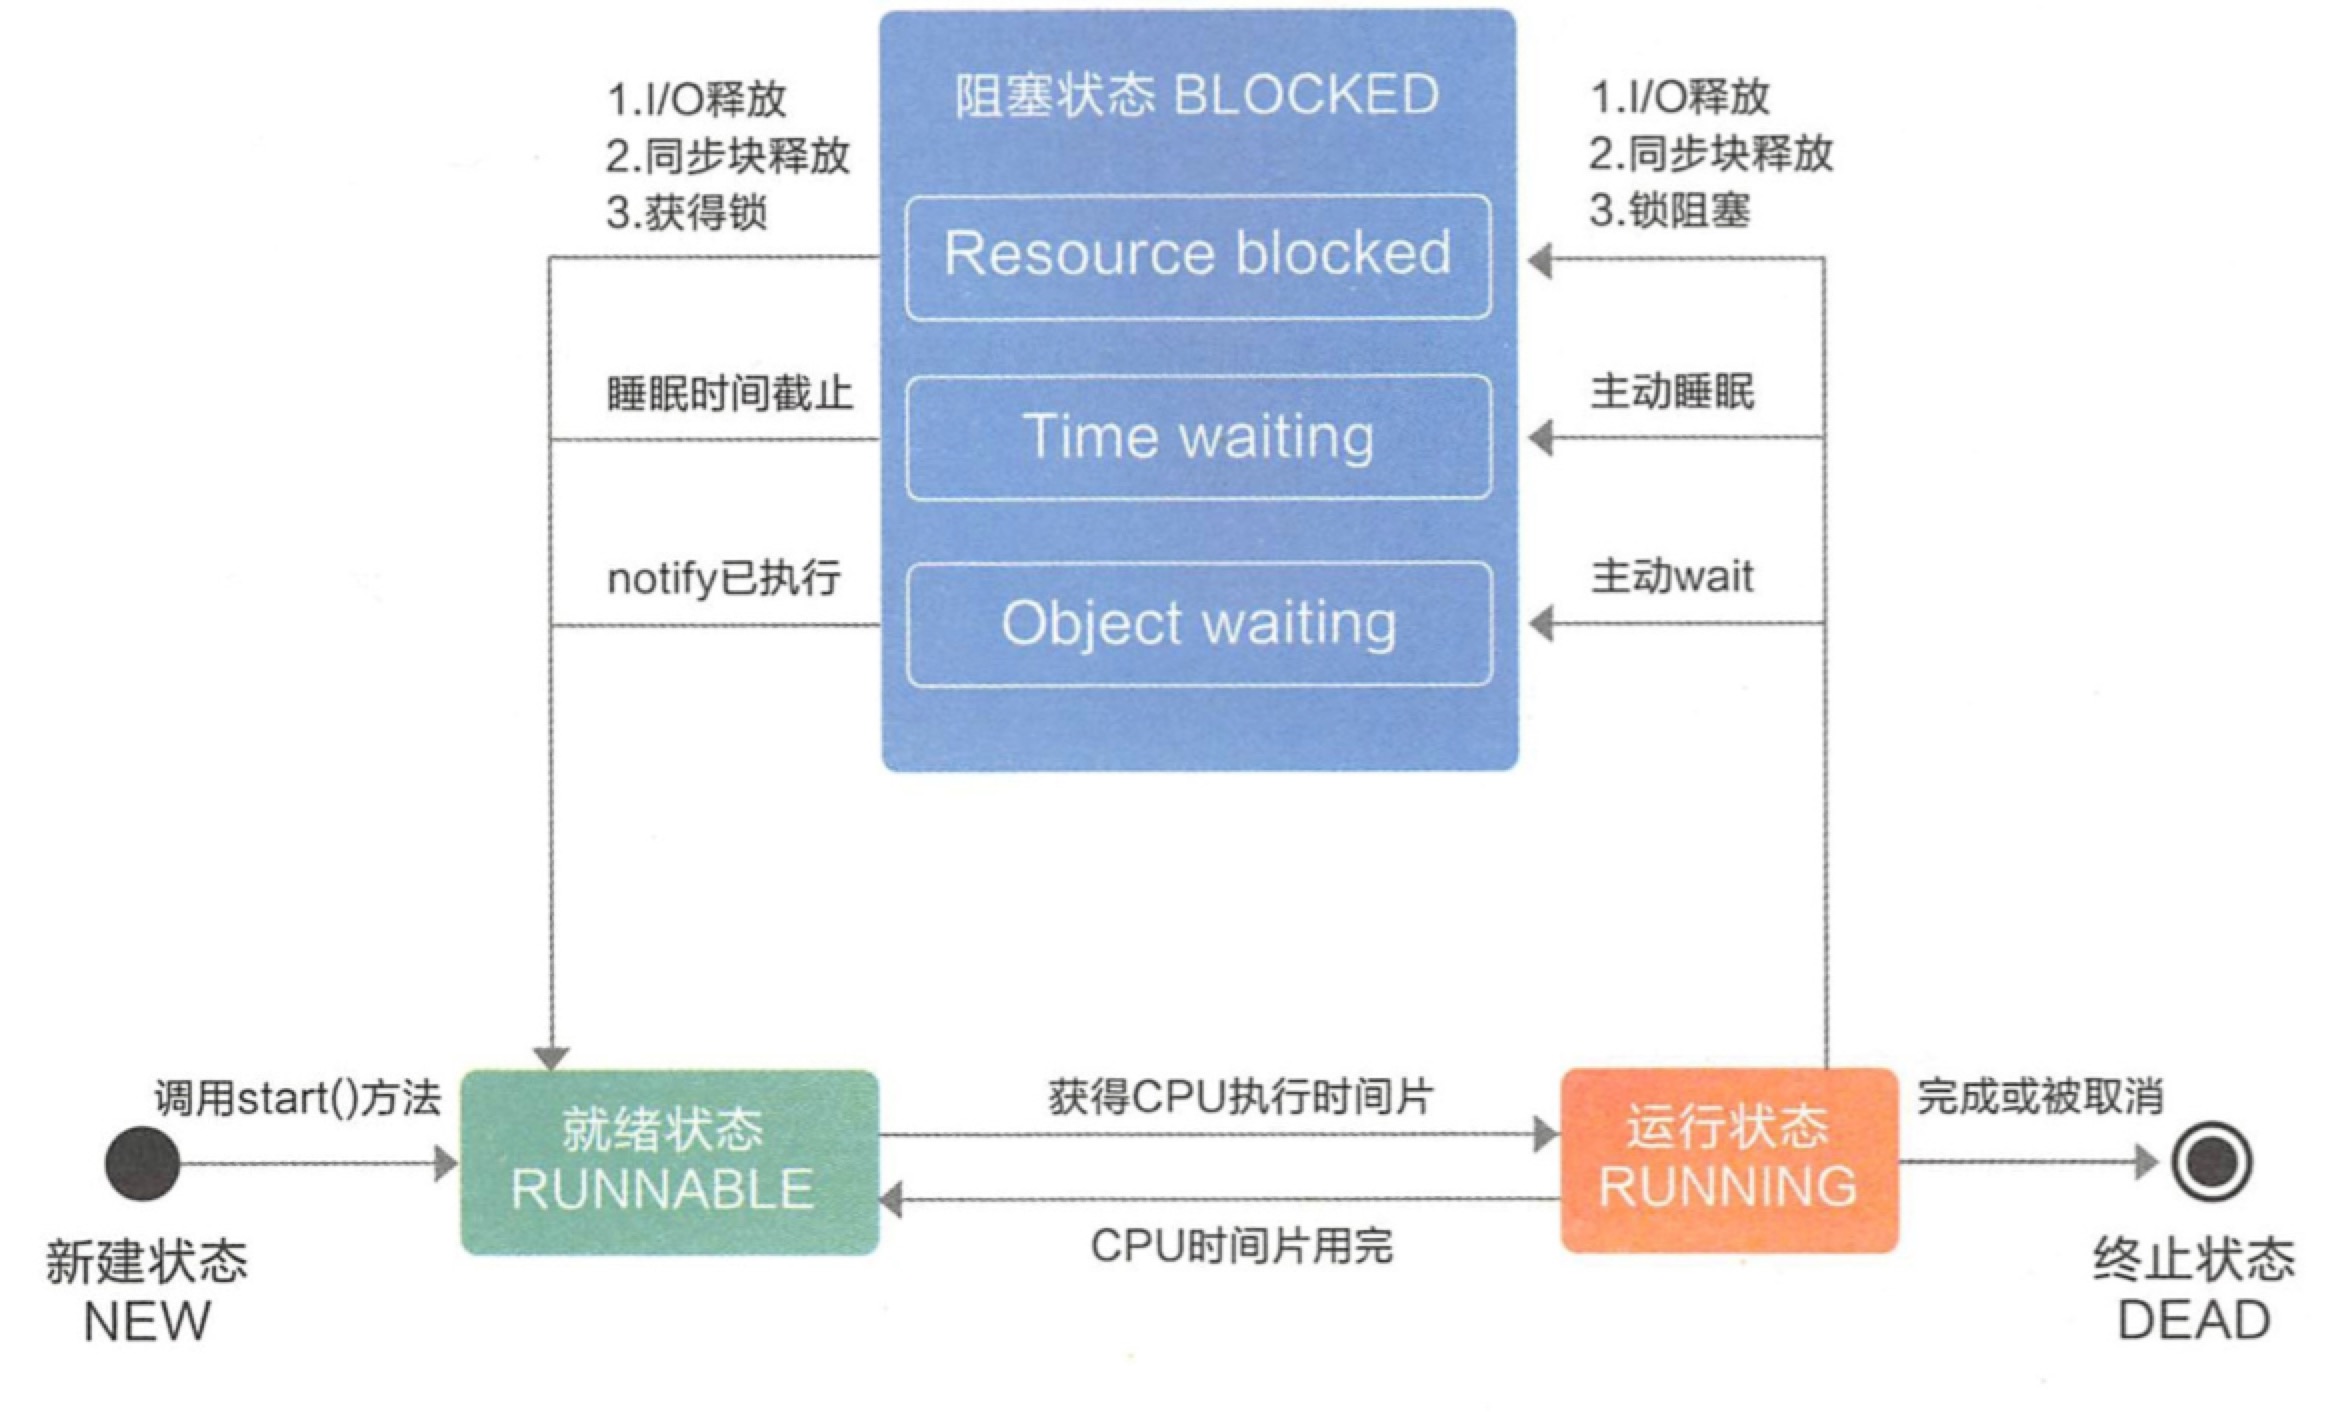 阻塞状态 BLOCKED
1.I/O释放
2.同步块释放
3.获得锁
Resource blocked
1.I/O释放
2.同步块释放
3.锁阻塞
睡眠时间截止
Time waiting
主动睡眠
notify已执行
Object waiting
主动wait
调用start()方法
新建状态
NEW
就绪状态
RUNNABLE
获得CPU执行时间片
CPU时间片用完
运行状态
RUNNING
完成或被取消
终止状态
DEAD